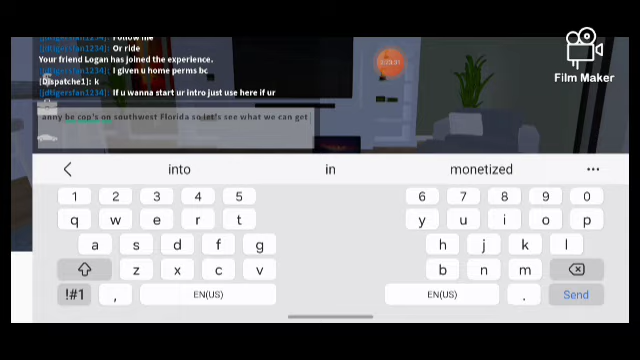 [jdtigersfan1234]: Follow me
[jdtigersfan1234]: Or ride
Your friend Logan has joined the experience.
[jdtigersfan1234]: I given u home perms bc
[Dispatche1]: k
[jdtigersfan1234]: If u wanna start ur intro just use here if ur
anny be cop's on southwest Florida so let's see what we can get
Film Maker
into in monetized ...
1 2 3 4 5 6 7 8 9 0
q w e r t y u i o p
a s d f g h j k l
z x c v b n m
!#1 , EN(US) EN(US) . Send